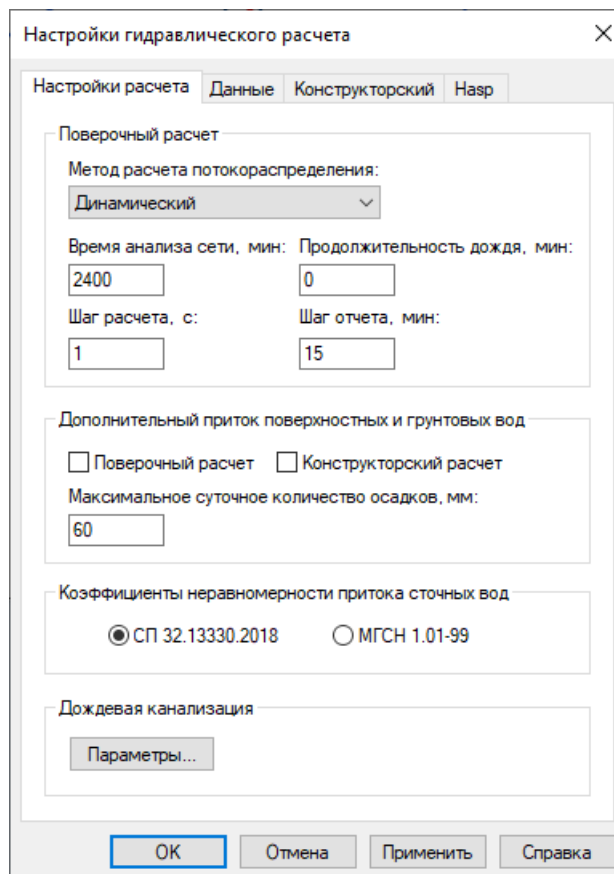 Настройки гидравлического расчета
Настройки расчета Данные Конструкторский Hasp
Поверочный расчет
Метод расчета потокораспределения:
Динамический
Время анализа сети, мин: Продолжительность дождя, мин:
2400 0
Шаг расчета, с: Шаг отчета, мин:
1 15
Дополнительный приток поверхностных и грунтовых вод
Поверочный расчет Конструкторский расчет
Максимальное суточное количество осадков, мм:
60
Коэффициенты неравномерности притока сточных вод
СП 32.13330.2018 МГСН 1.01-99
Дождевая канализация
Параметры...
OK Отмена Применить Справка